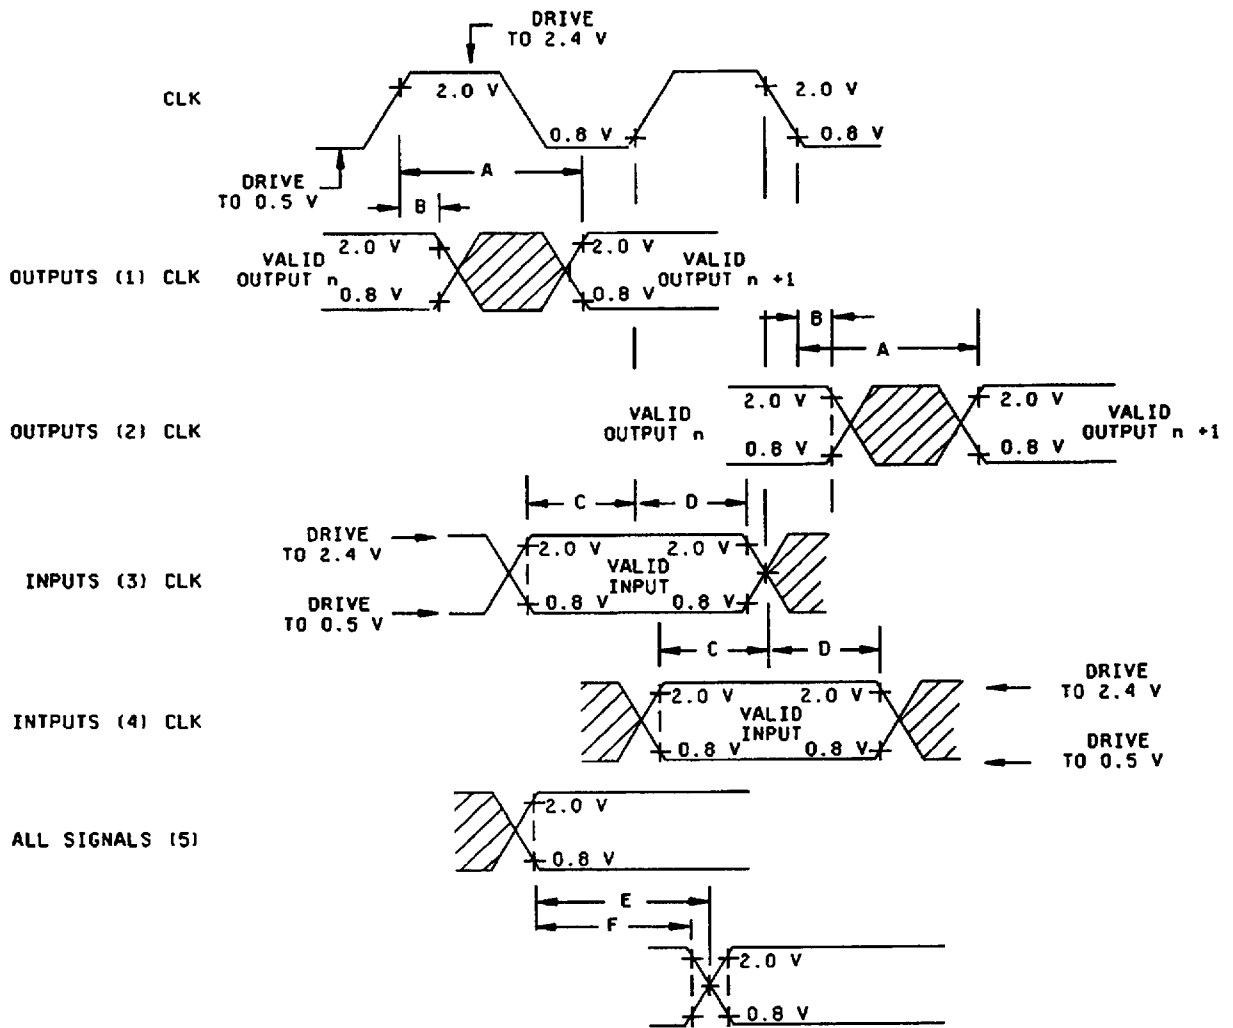 DRIVE
TO 2.4 V
CLK
2.0 V
2.0 V
0.8 V
0.8 V
DRIVE
TO 0.5 V
A
B
OUTPUTS (1) CLK
VALID
OUTPUT n
2.0 V
0.8 V
2.0 V
0.8 V
VALID
OUTPUT n +1
B
A
OUTPUTS (2) CLK
VALID
OUTPUT n
2.0 V
0.8 V
2.0 V
0.8 V
VALID
OUTPUT n +1
C
D
DRIVE
TO 2.4 V
INPUTS (3) CLK
DRIVE
TO 0.5 V
2.0 V
2.0 V
VALID
INPUT
0.8 V
0.8 V
C
D
INTPUTS (4) CLK
2.0 V
2.0 V
VALID
INPUT
0.8 V
0.8 V
DRIVE
TO 2.4 V
DRIVE
TO 0.5 V
ALL SIGNALS (5)
2.0 V
0.8 V
E
F
2.0 V
0.8 V